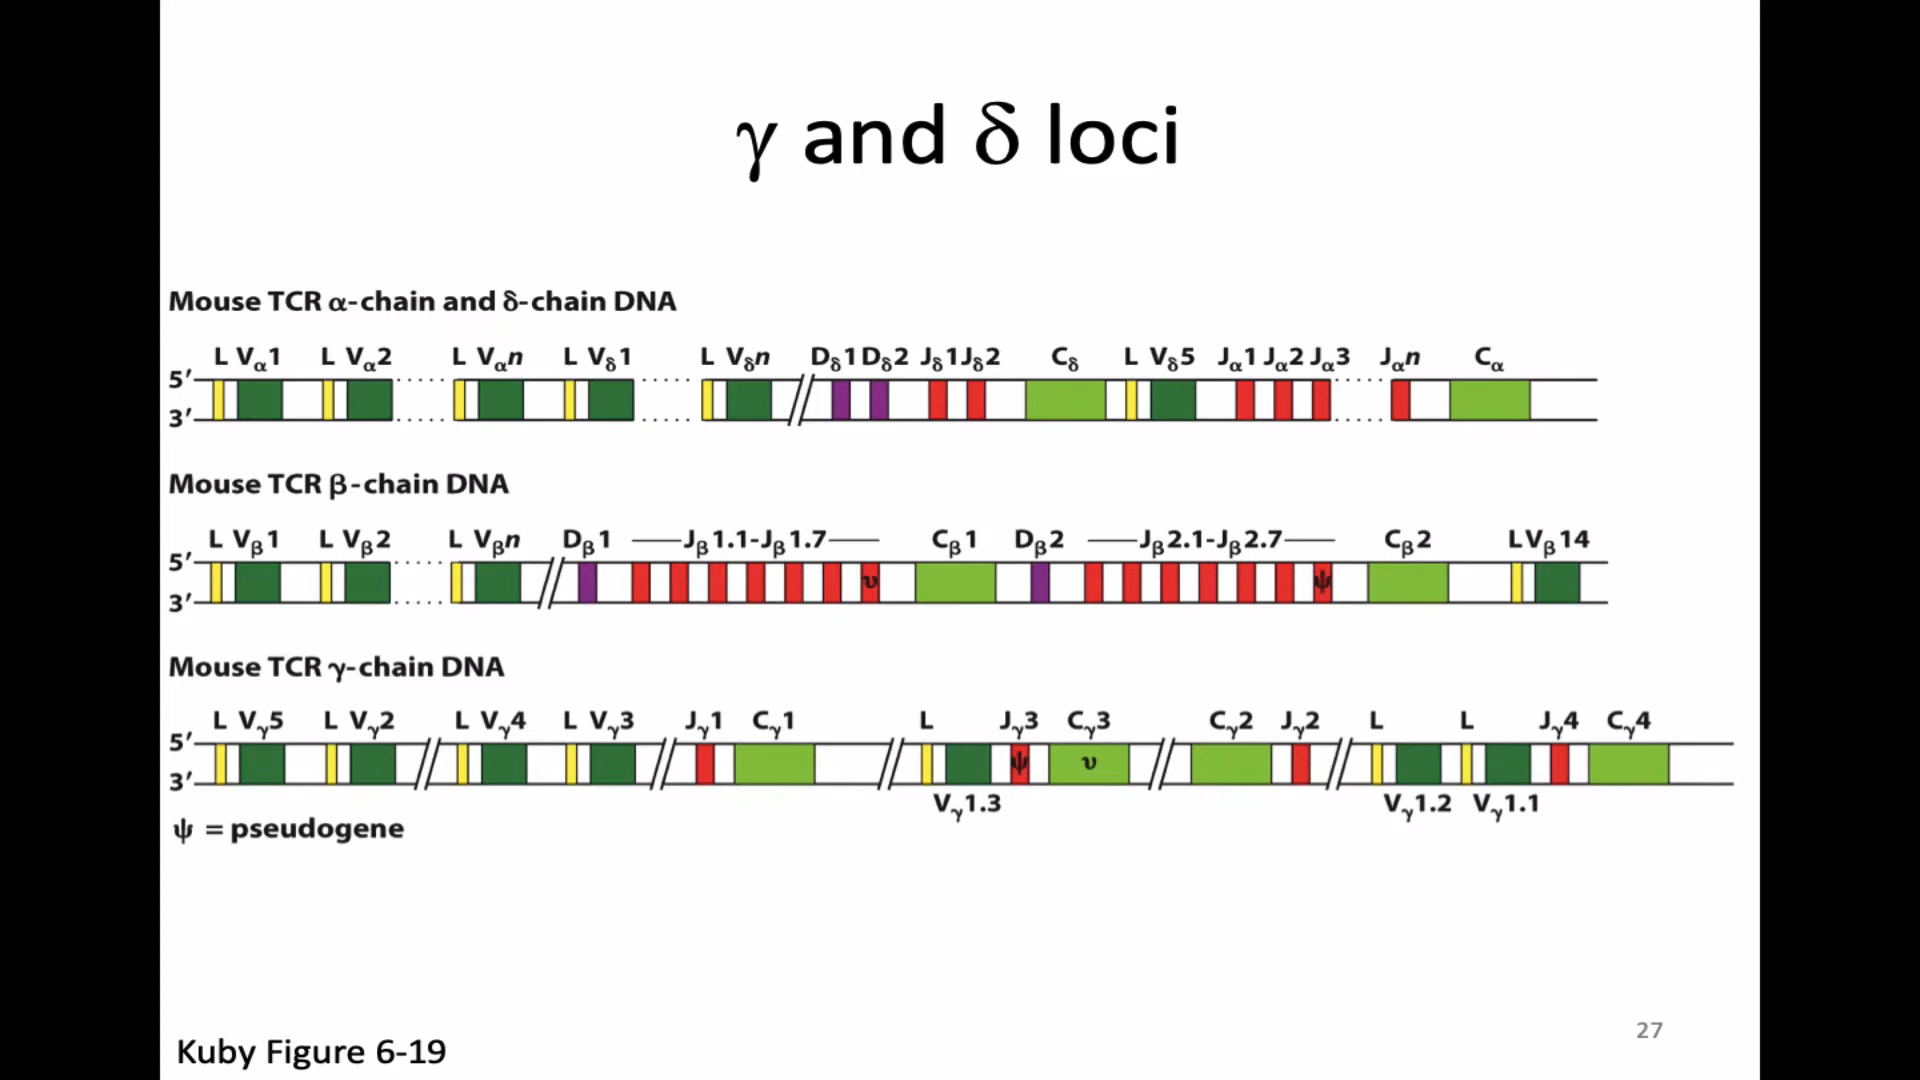 γ and δ loci
Mouse TCR α-chain and δ-chain DNA
L Vα1 L Vα2 L Vαn L Vδ1 L Vδn Dδ1 Dδ2 Jδ1 Jδ2 Cδ L Vδ5 Jα1 Jα2 Jα3 Jαn Cα
5′
3′
Mouse TCR β-chain DNA
L Vβ1 L Vβ2 L Vβn Dβ1 Jβ1.1-Jβ1.7 Cβ1 Dβ2 Jβ2.1-Jβ2.7 Cβ2 L Vβ14
5′
υ ψ
3′
Mouse TCR γ-chain DNA
L Vγ5 L Vγ2 L Vγ4 L Vγ3 Jγ1 Cγ1 L Jγ3 Cγ3 Cγ2 Jγ2 L L Jγ4 Cγ4
5′
ψ υ
3′
Vγ1.3 Vγ1.2 Vγ1.1
ψ = pseudogene
27
Kuby Figure 6-19